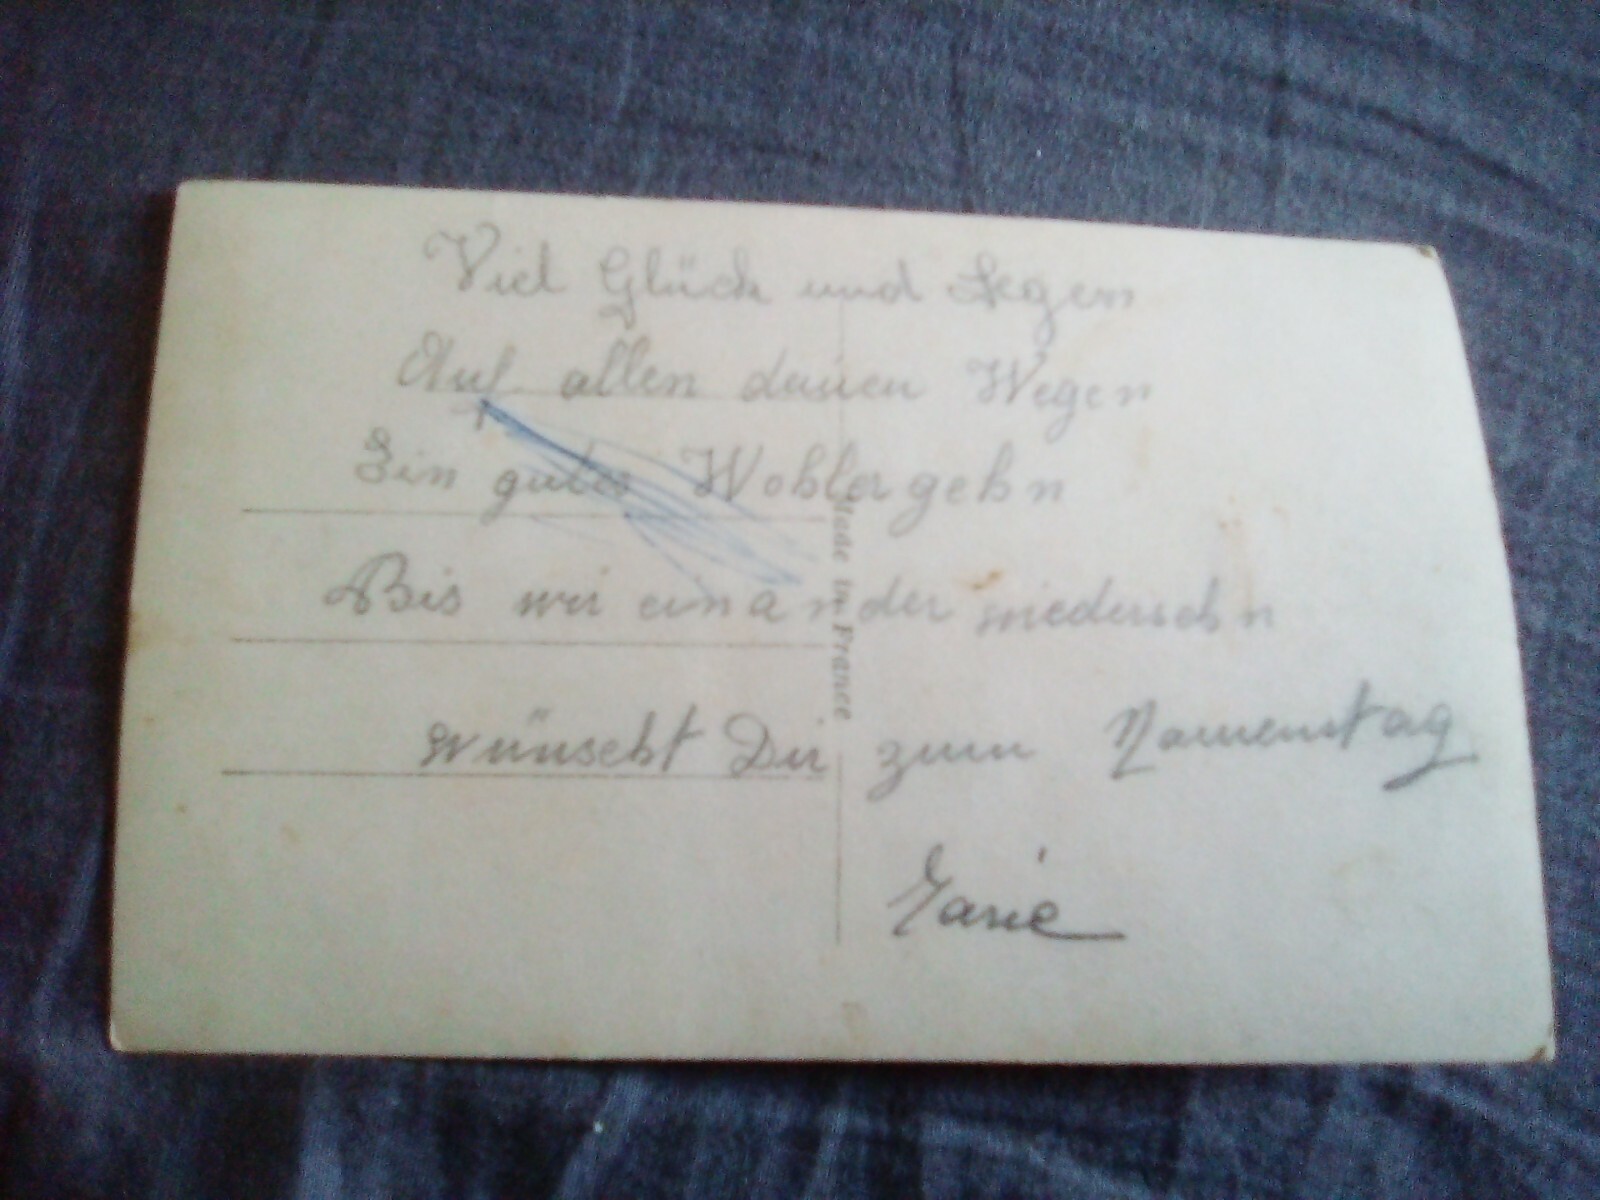 Viel Glück und Segen
Auf allen deinen Wegen
Ein gutes Wohlergehn
Bis wir einander wiedersehn
wünscht Dir zum Namenstag
Marie
Made in France